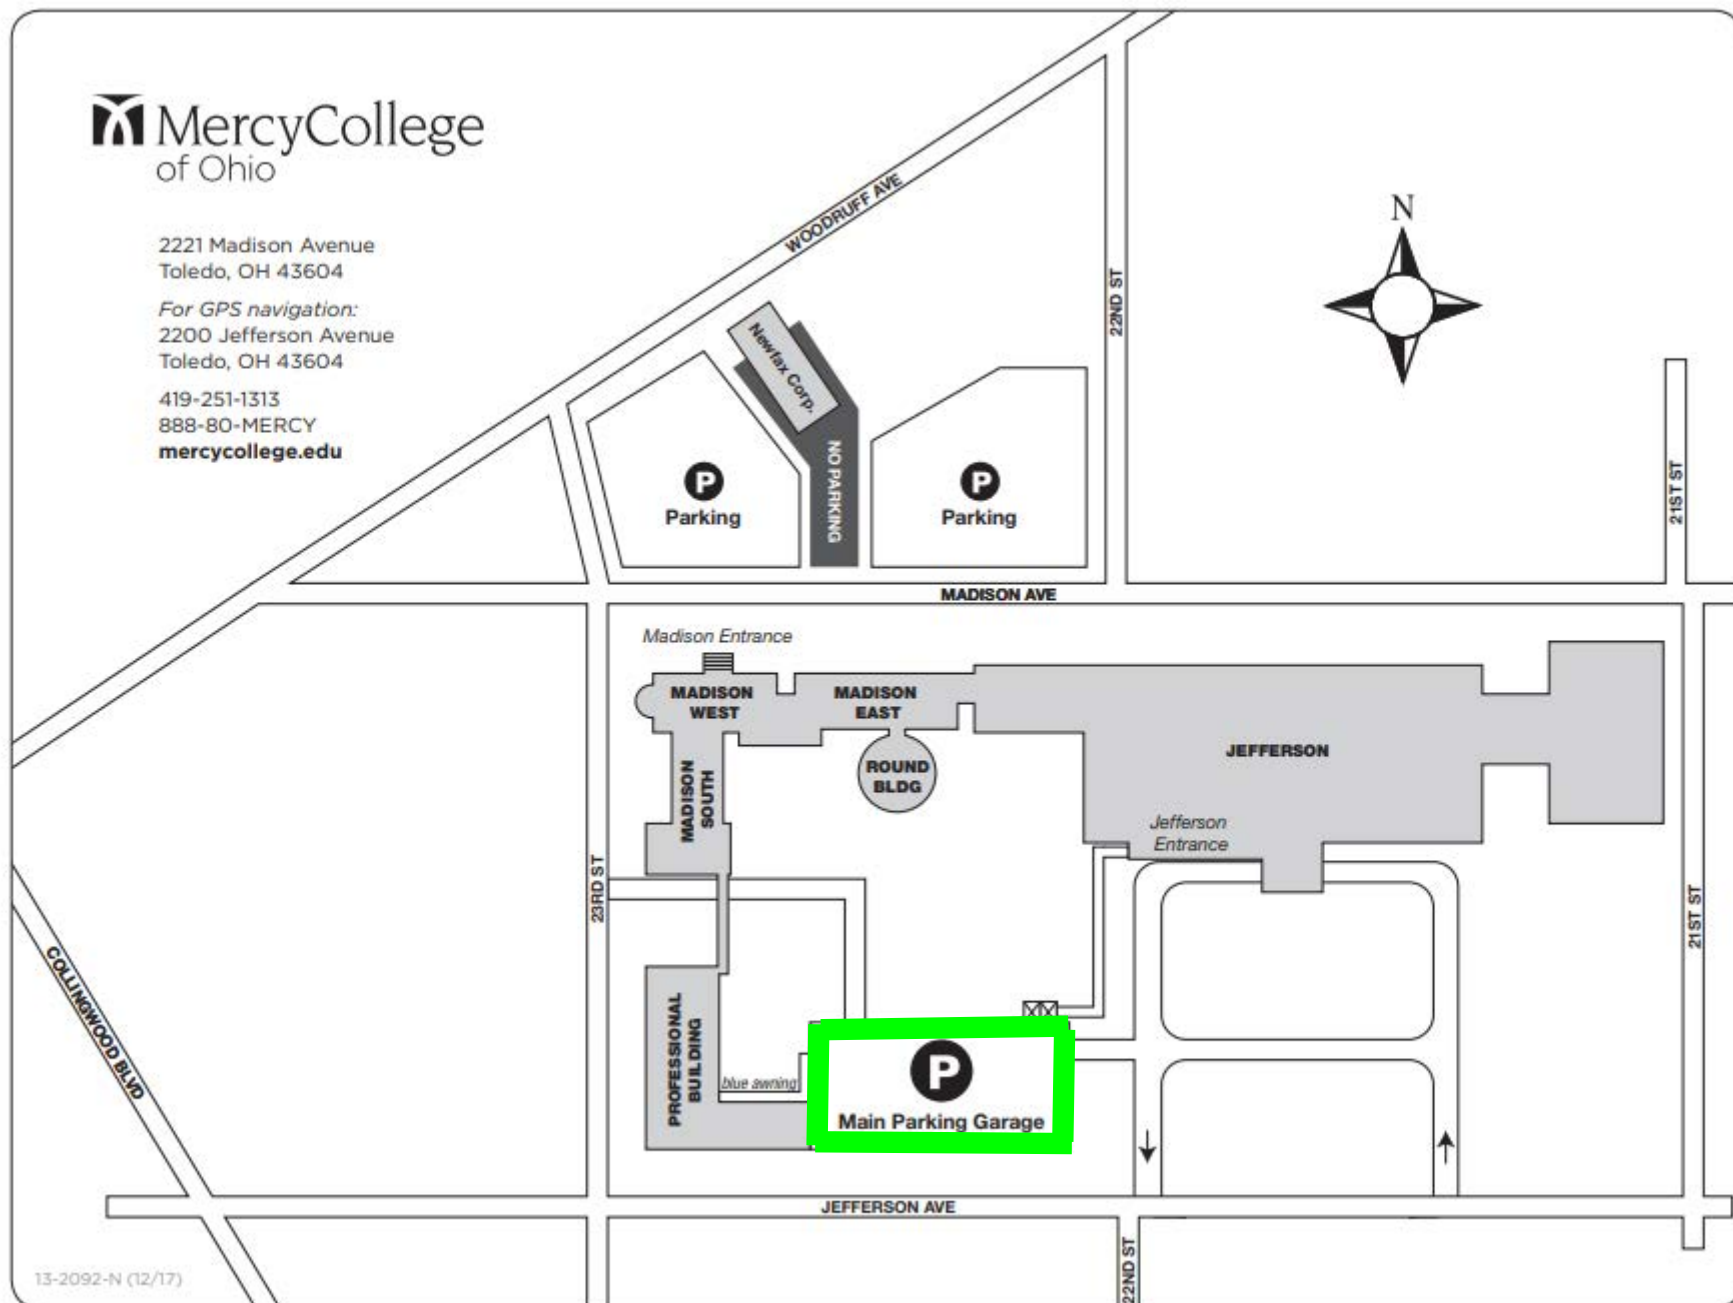 MercyCollege
of Ohio
2221 Madison Avenue
Toledo, OH 43604
For GPS navigation:
2200 Jefferson Avenue
Toledo, OH 43604
419-251-1313
888-80-MERCY
mercycollege.edu
WOODRUFF AVE
N
22ND ST
Newfax Corp.
NO PARKING
P
Parking
P
Parking
21ST ST
MADISON AVE
Madison Entrance
MADISON
WEST
MADISON
EAST
JEFFERSON
ROUND
BLDG
MADISON
SOUTH
Jefferson
Entrance
23RD ST
21ST ST
COLLINGWOOD BLVD
PROFESSIONAL
BUILDING
blue awning
P
Main Parking Garage
JEFFERSON AVE
22ND ST
13-2092-N (12/17)